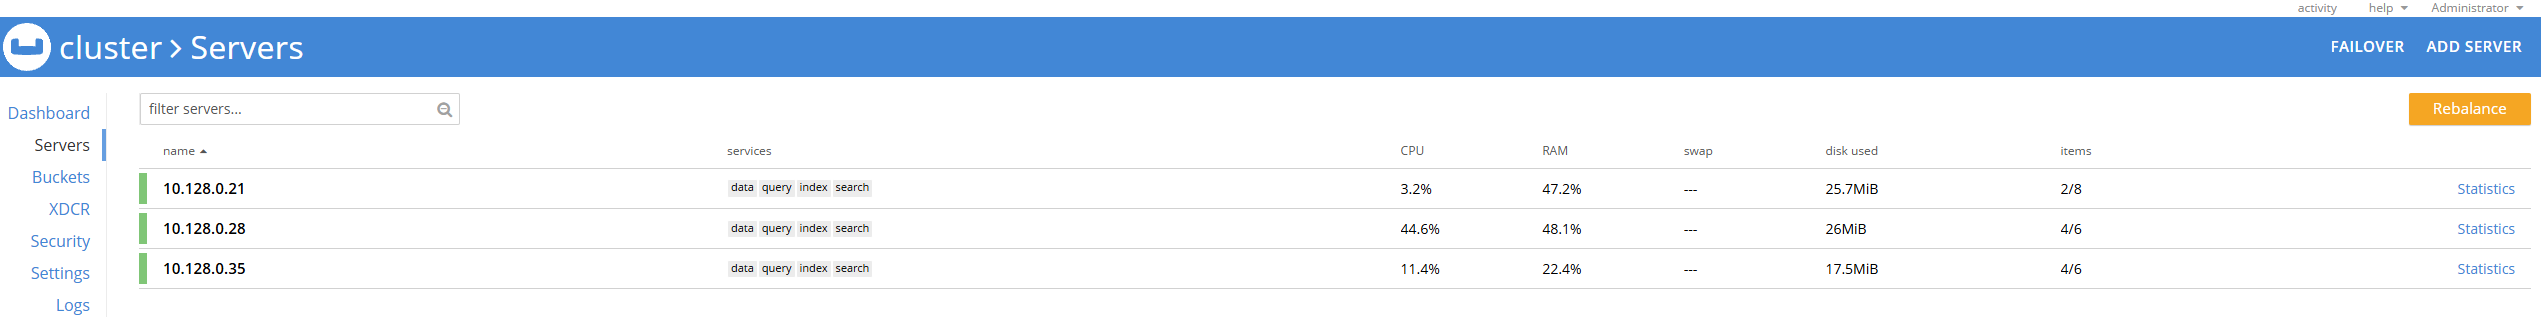 activity help Administrator
cluster > Servers FAILOVER ADD SERVER
Dashboard
Servers
Buckets
XDCR
Security
Settings
Logs
filter servers... Rebalance
name services CPU RAM swap disk used items
10.128.0.21 data query index search 3.2% 47.2% --- 25.7MiB 2/8 Statistics
10.128.0.28 data query index search 44.6% 48.1% --- 26MiB 4/6 Statistics
10.128.0.35 data query index search 11.4% 22.4% --- 17.5MiB 4/6 Statistics